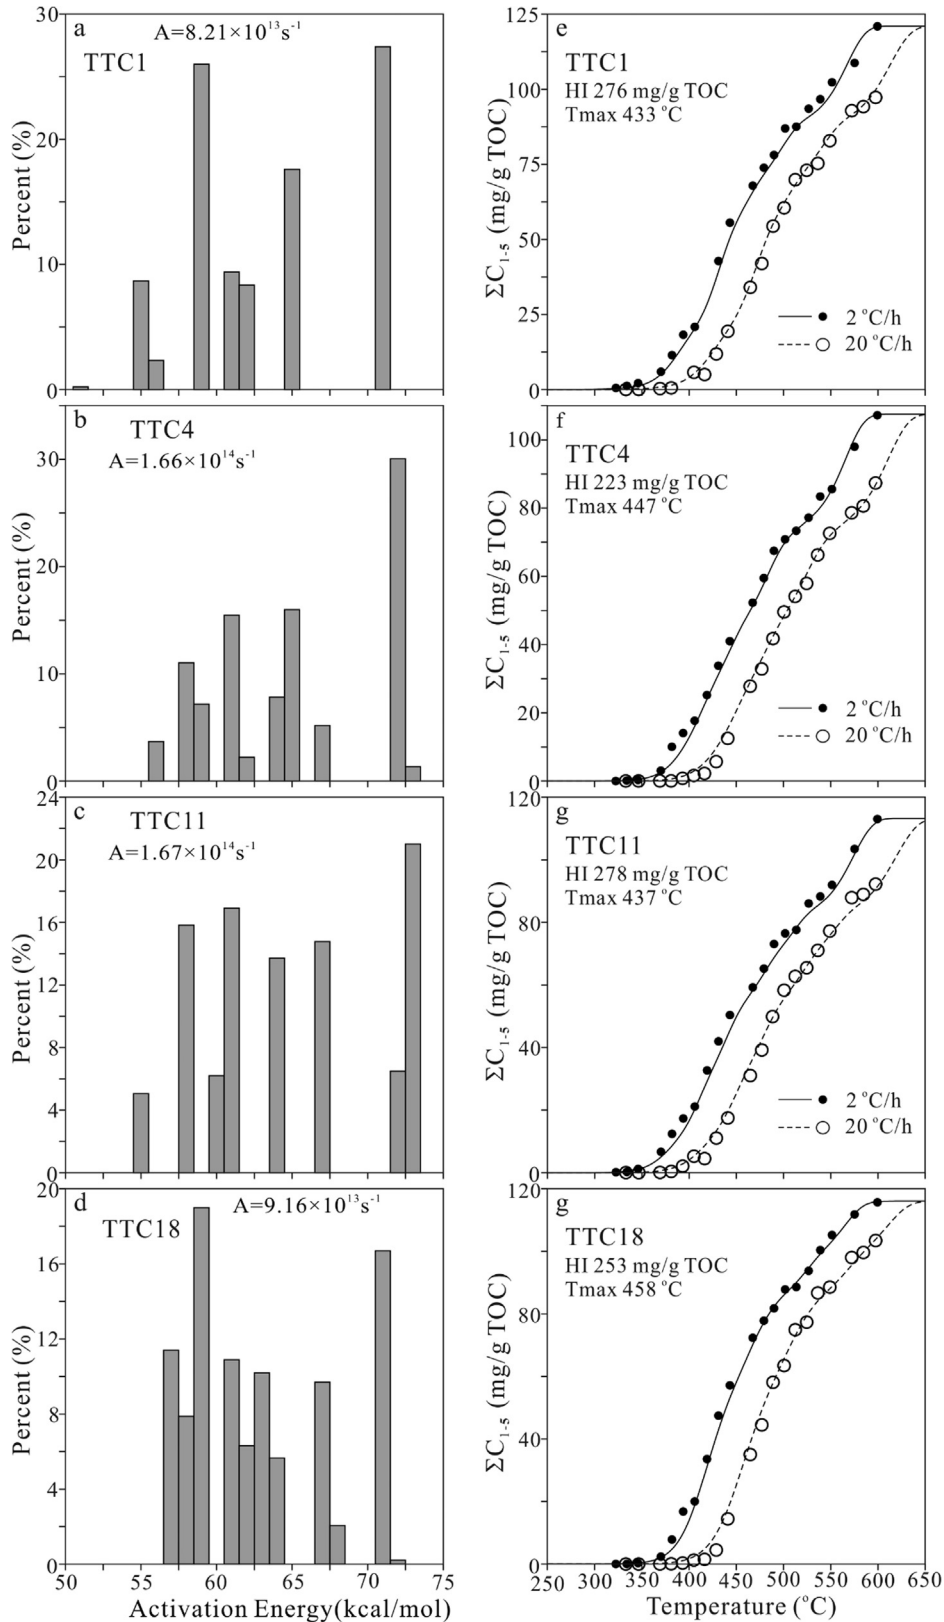 a
A=8.21×10¹³s⁻¹
TTC1
30
20
10
0
Percent (%)
e
TTC1
HI 276 mg/g TOC
Tmax 433 °C
125
100
75
50
25
0
ΣC₁₋₅ (mg/g TOC)
2 °C/h
20 °C/h
b
TTC4
A=1.66×10¹⁴s⁻¹
30
20
10
0
Percent (%)
f
TTC4
HI 223 mg/g TOC
Tmax 447 °C
100
80
60
40
20
0
ΣC₁₋₅ (mg/g TOC)
2 °C/h
20 °C/h
c
TTC11
A=1.67×10¹⁴s⁻¹
24
20
16
12
8
4
0
Percent (%)
g
TTC11
HI 278 mg/g TOC
Tmax 437 °C
120
80
40
0
ΣC₁₋₅ (mg/g TOC)
2 °C/h
20 °C/h
d
A=9.16×10¹³s⁻¹
TTC18
20
16
12
8
4
0
Percent (%)
50 55 60 65 70 75
Activation Energy(kcal/mol)
g
TTC18
HI 253 mg/g TOC
Tmax 458 °C
120
80
40
0
ΣC₁₋₅ (mg/g TOC)
250 300 350 400 450 500 550 600 650
Temperature (°C)